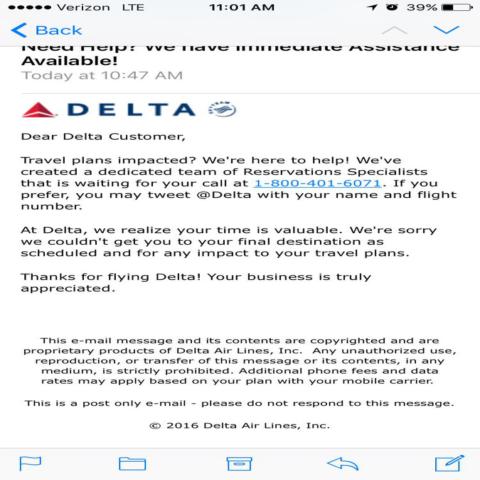 Verizon LTE 11:01 AM 39%
Back
Need Help? We have Immediate Assistance
Available!
Today at 10:47 AM
DELTA
Dear Delta Customer,
Travel plans impacted? We're here to help! We've
created a dedicated team of Reservations Specialists
that is waiting for your call at 1-800-401-6071. If you
prefer, you may tweet @Delta with your name and flight
number.
At Delta, we realize your time is valuable. We're sorry
we couldn't get you to your final destination as
scheduled and for any impact to your travel plans.
Thanks for flying Delta! Your business is truly
appreciated.
This e-mail message and its contents are copyrighted and are
proprietary products of Delta Air Lines, Inc. Any unauthorized use,
reproduction, or transfer of this message or its contents, in any
medium, is strictly prohibited. Additional phone fees and data
rates may apply based on your plan with your mobile carrier.
This is a post only e-mail - please do not respond to this message.
© 2016 Delta Air Lines, Inc.